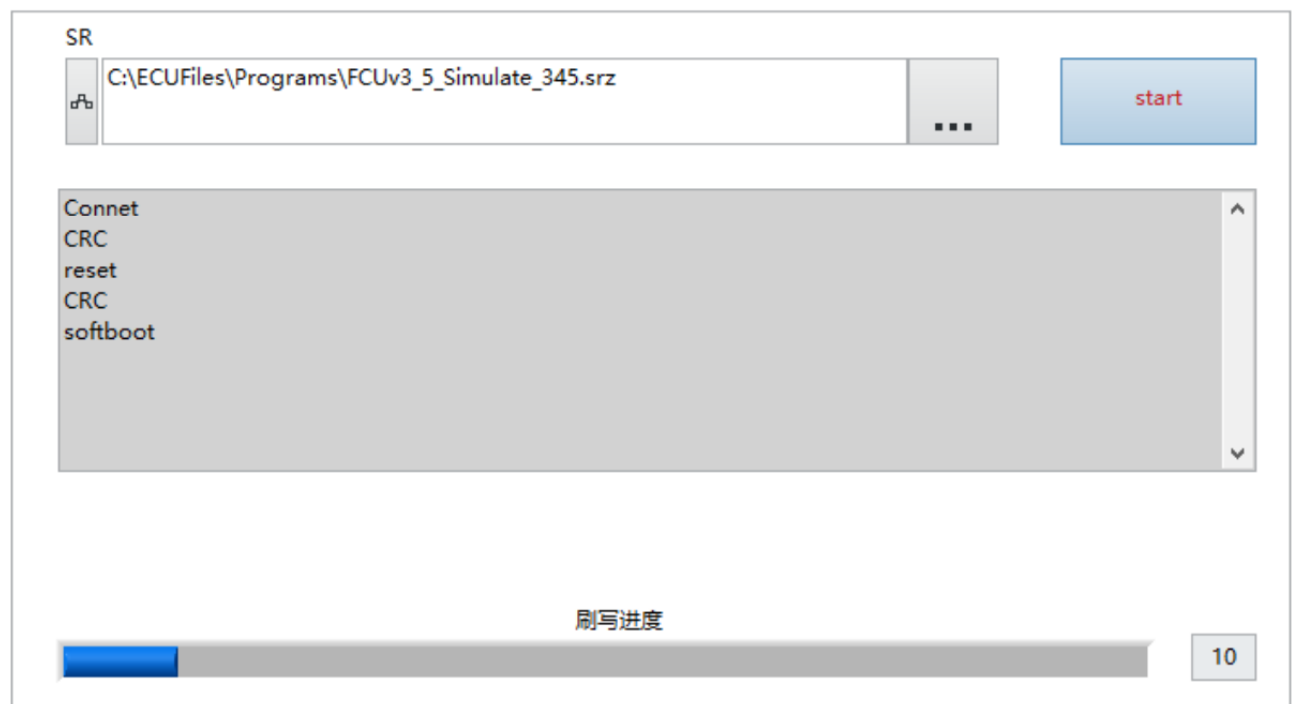 SR
C:\ECUFiles\Programs\FCUv3_5_Simulate_345.srz
...
start
Connet
CRC
reset
CRC
softboot
刷写进度
10